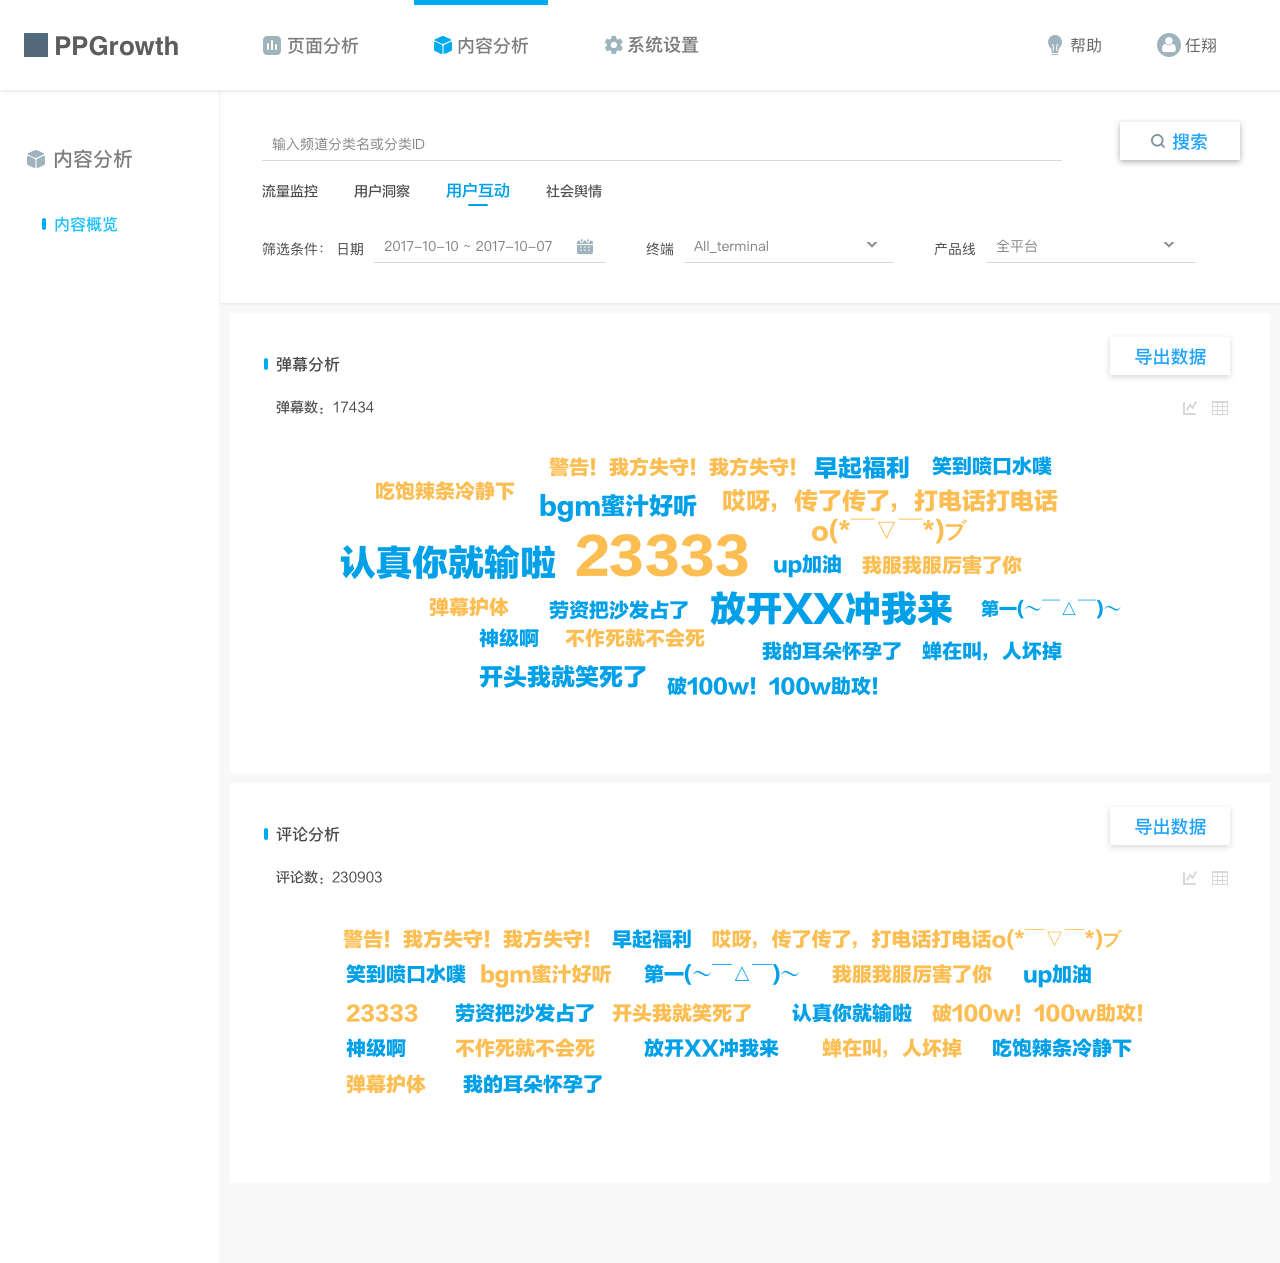 PPGrowth 页面分析 内容分析 系统设置 帮助 任翔
内容分析
内容概览
输入频道分类名或分类ID 搜索
流量监控 用户洞察 用户互动 社会舆情
筛选条件： 日期 2017-10-10 ~ 2017-10-07 终端 All_terminal 产品线 全平台
弹幕分析 导出数据
弹幕数：17434
警告！我方失守！我方失守！ 早起福利 笑到喷口水噗
吃饱辣条冷静下 bgm蜜汁好听 哎呀，传了传了，打电话打电话
o(*￣▽￣*)ブ
认真你就输啦 23333 up加油 我服我服厉害了你
弹幕护体 劳资把沙发占了 放开XX冲我来 第一(～￣△￣)～
神级啊 不作死就不会死 我的耳朵怀孕了 蝉在叫，人坏掉
开头我就笑死了 破100w！100w助攻！
评论分析 导出数据
评论数：230903
警告！我方失守！我方失守！ 早起福利 哎呀，传了传了，打电话打电话o(*￣▽￣*)ブ
笑到喷口水噗 bgm蜜汁好听 第一(～￣△￣)～ 我服我服厉害了你 up加油
23333 劳资把沙发占了 开头我就笑死了 认真你就输啦 破100w！100w助攻！
神级啊 不作死就不会死 放开XX冲我来 蝉在叫，人坏掉 吃饱辣条冷静下
弹幕护体 我的耳朵怀孕了